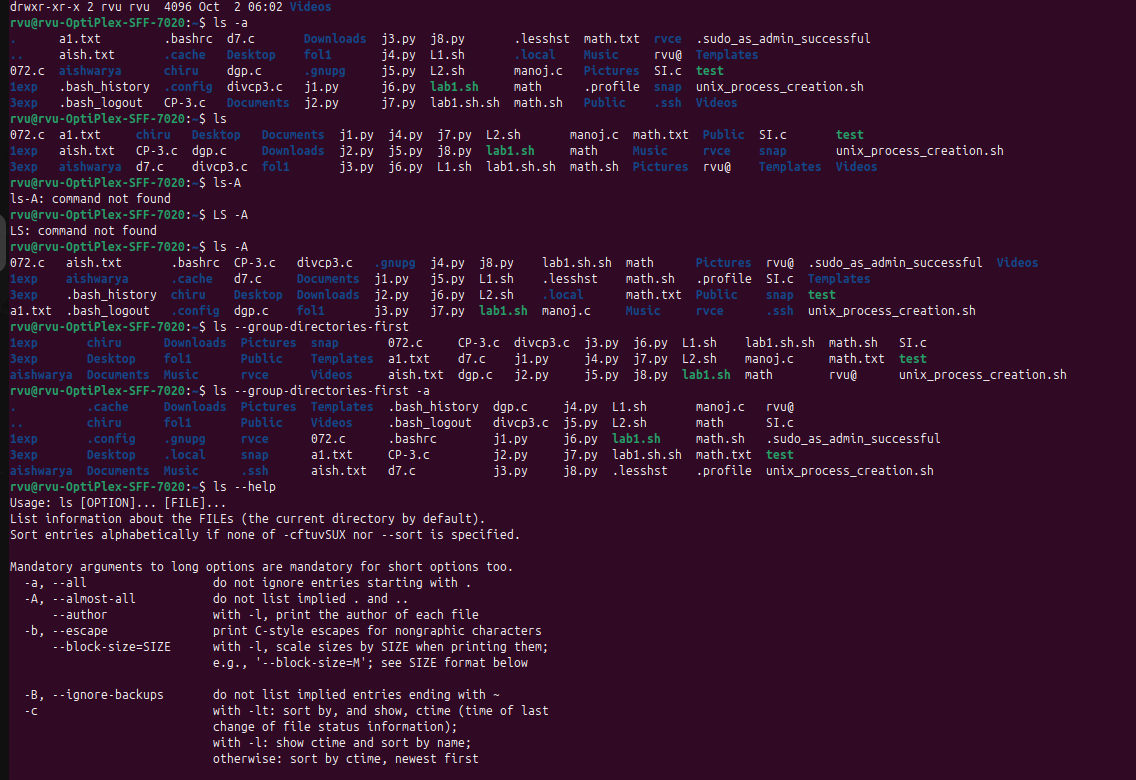 drwxr-xr-x 2 rvu rvu  4096 Oct  2 06:02 Videos
rvu@rvu-OptiPlex-SFF-7020:~$ ls -a
.      a1.txt         .bashrc  d7.c       Downloads  j3.py  j8.py       .lesshst  math.txt  rvce  .sudo_as_admin_successful
..     aish.txt       .cache   Desktop    fol1       j4.py  L1.sh       .local    Music     rvu@  Templates
072.c  aishwarya      chiru    dgp.c      .gnupg     j5.py  L2.sh       manoj.c   Pictures  SI.c  test
1exp   .bash_history  .config  divcp3.c   j1.py      j6.py  lab1.sh     math      .profile  snap  unix_process_creation.sh
3exp   .bash_logout   CP-3.c   Documents  j2.py      j7.py  lab1.sh.sh  math.sh   Public    .ssh  Videos
rvu@rvu-OptiPlex-SFF-7020:~$ ls
072.c  a1.txt     chiru   Desktop   Documents  j1.py  j4.py  j7.py  L2.sh       manoj.c  math.txt  Public  SI.c       test
1exp   aish.txt   CP-3.c  dgp.c     Downloads  j2.py  j5.py  j8.py  lab1.sh     math     Music     rvce    snap       unix_process_creation.sh
3exp   aishwarya  d7.c    divcp3.c  fol1       j3.py  j6.py  L1.sh  lab1.sh.sh  math.sh  Pictures  rvu@    Templates  Videos
rvu@rvu-OptiPlex-SFF-7020:~$ ls-A
ls-A: command not found
rvu@rvu-OptiPlex-SFF-7020:~$ LS -A
LS: command not found
rvu@rvu-OptiPlex-SFF-7020:~$ ls -A
072.c   aish.txt       .bashrc  CP-3.c   divcp3.c   .gnupg  j4.py  j8.py    lab1.sh.sh  math      Pictures  rvu@  .sudo_as_admin_successful  Videos
1exp    aishwarya      .cache   d7.c     Documents  j1.py   j5.py  L1.sh    .lesshst    math.sh   .profile  SI.c  Templates
3exp    .bash_history  chiru    Desktop  Downloads  j2.py   j6.py  L2.sh    .local      math.txt  Public    snap  test
a1.txt  .bash_logout   .config  dgp.c    fol1       j3.py   j7.py  lab1.sh  manoj.c     Music     rvce      .ssh  unix_process_creation.sh
rvu@rvu-OptiPlex-SFF-7020:~$ ls --group-directories-first
1exp       chiru      Downloads  Pictures  snap       072.c     CP-3.c  divcp3.c  j3.py  j6.py  L1.sh    lab1.sh.sh  math.sh   SI.c
3exp       Desktop    fol1       Public    Templates  a1.txt    d7.c    j1.py     j4.py  j7.py  L2.sh    manoj.c     math.txt  test
aishwarya  Documents  Music      rvce      Videos     aish.txt  dgp.c   j2.py     j5.py  j8.py  lab1.sh  math        rvu@      unix_process_creation.sh
rvu@rvu-OptiPlex-SFF-7020:~$ ls --group-directories-first -a
.          .cache     Downloads  Pictures  Templates  .bash_history  dgp.c     j4.py  L1.sh       manoj.c   rvu@
..         chiru      fol1       Public    Videos     .bash_logout   divcp3.c  j5.py  L2.sh       math      SI.c
1exp       .config    .gnupg     rvce      072.c      .bashrc        j1.py     j6.py  lab1.sh     math.sh   .sudo_as_admin_successful
3exp       Desktop    .local     snap      a1.txt     CP-3.c         j2.py     j7.py  lab1.sh.sh  math.txt  test
aishwarya  Documents  Music      .ssh      aish.txt   d7.c           j3.py     j8.py  .lesshst    .profile  unix_process_creation.sh
rvu@rvu-OptiPlex-SFF-7020:~$ ls --help
Usage: ls [OPTION]... [FILE]...
List information about the FILEs (the current directory by default).
Sort entries alphabetically if none of -cftuvSUX nor --sort is specified.

Mandatory arguments to long options are mandatory for short options too.
  -a, --all                  do not ignore entries starting with .
  -A, --almost-all           do not list implied . and ..
      --author               with -l, print the author of each file
  -b, --escape               print C-style escapes for nongraphic characters
      --block-size=SIZE      with -l, scale sizes by SIZE when printing them;
                             e.g., '--block-size=M'; see SIZE format below

  -B, --ignore-backups       do not list implied entries ending with ~
  -c                         with -lt: sort by, and show, ctime (time of last
                             change of file status information);
                             with -l: show ctime and sort by name;
                             otherwise: sort by ctime, newest first